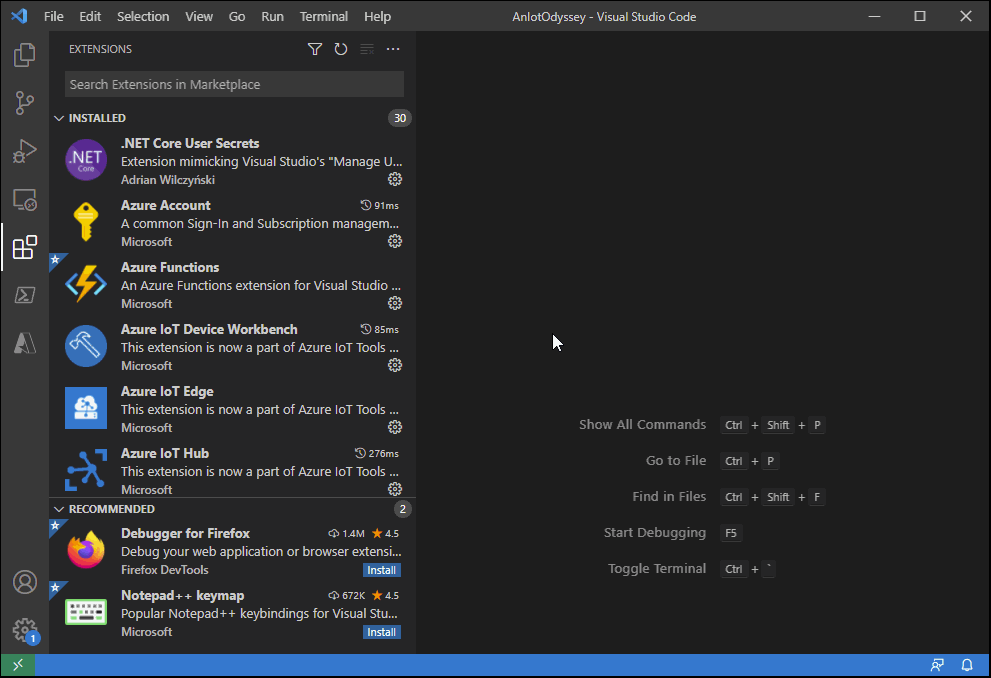 File Edit Selection View Go Run Terminal Help AnlotOdyssey - Visual Studio Code
EXTENSIONS
Search Extensions in Marketplace
INSTALLED 30
.NET Core User Secrets
.NET
Core
Extension mimicking Visual Studio's "Manage U...
Adrian Wilczyński
Azure Account 91ms
A common Sign-In and Subscription managem...
Microsoft
Azure Functions
An Azure Functions extension for Visual Studio ...
Microsoft
Azure IoT Device Workbench 85ms
This extension is now a part of Azure IoT Tools ...
Microsoft
Azure IoT Edge
This extension is now a part of Azure IoT Tools ...
Microsoft
Azure IoT Hub 276ms
This extension is now a part of Azure IoT Tools ...
Microsoft
RECOMMENDED 2
Debugger for Firefox 1.4M 4.5
Debug your web application or browser extensi...
Firefox DevTools Install
Notepad++ keymap 672K 4.5
Popular Notepad++ keybindings for Visual Stu...
Microsoft Install
1
Show All Commands Ctrl + Shift + P
Go to File Ctrl + P
Find in Files Ctrl + Shift + F
Start Debugging F5
Toggle Terminal Ctrl + `